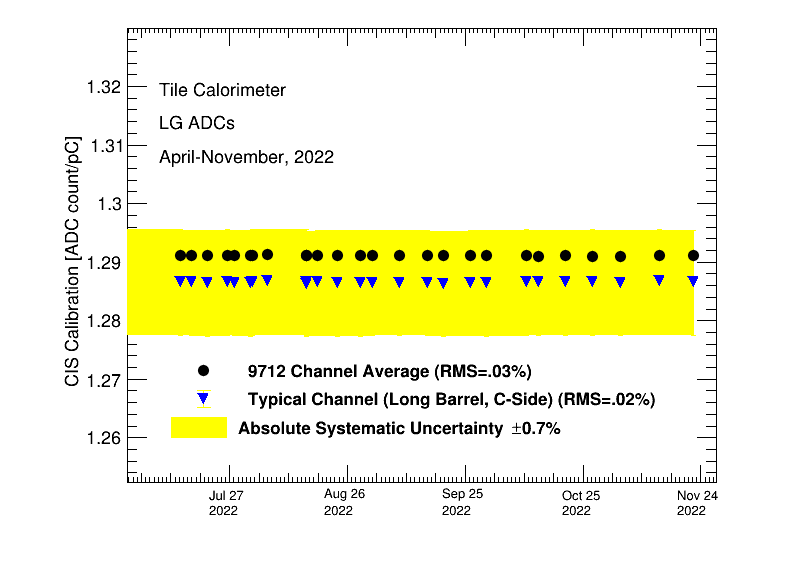 1.32
Tile Calorimeter
LG ADCs
1.31
April-November, 2022
1.3
CIS Calibration [ADC count/pC]
1.29
1.28
1.27
9712 Channel Average (RMS=.03%)
Typical Channel (Long Barrel, C-Side) (RMS=.02%)
Absolute Systematic Uncertainty ±0.7%
1.26
Jul 27 Aug 26 Sep 25 Oct 25 Nov 24
2022 2022 2022 2022 2022